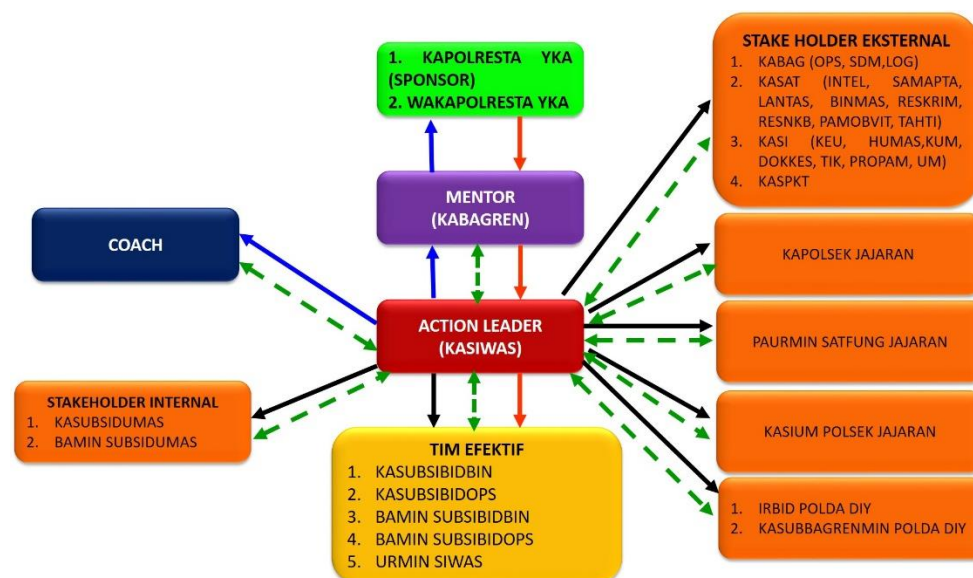 1. KAPOLRESTA YKA
(SPONSOR)
2. WAKAPOLRESTA YKA
STAKE HOLDER EKSTERNAL
1. KABAG (OPS, SDM,LOG)
2. KASAT (INTEL, SAMAPTA,
LANTAS, BINMAS, RESKRIM,
RESNKB, PAMOBVIT, TAHTI)
3. KASI (KEU, HUMAS,KUM,
DOKKES, TIK, PROPAM, UM)
4. KASPKT
MENTOR
(KABAGREN)
COACH
KAPOLSEK JAJARAN
ACTION LEADER
(KASIWAS)
PAURMIN SATFUNG JAJARAN
STAKEHOLDER INTERNAL
1. KASUBSIDUMAS
2. BAMIN SUBSIDUMAS
KASIUM POLSEK JAJARAN
TIM EFEKTIF
1. KASUBSIBIDBIN
2. KASUBSIBIDOPS
3. BAMIN SUBSIBIDBIN
4. BAMIN SUBSIBIDOPS
5. URMIN SIWAS
1. IRBID POLDA DIY
2. KASUBBAGRENMIN POLDA DIY